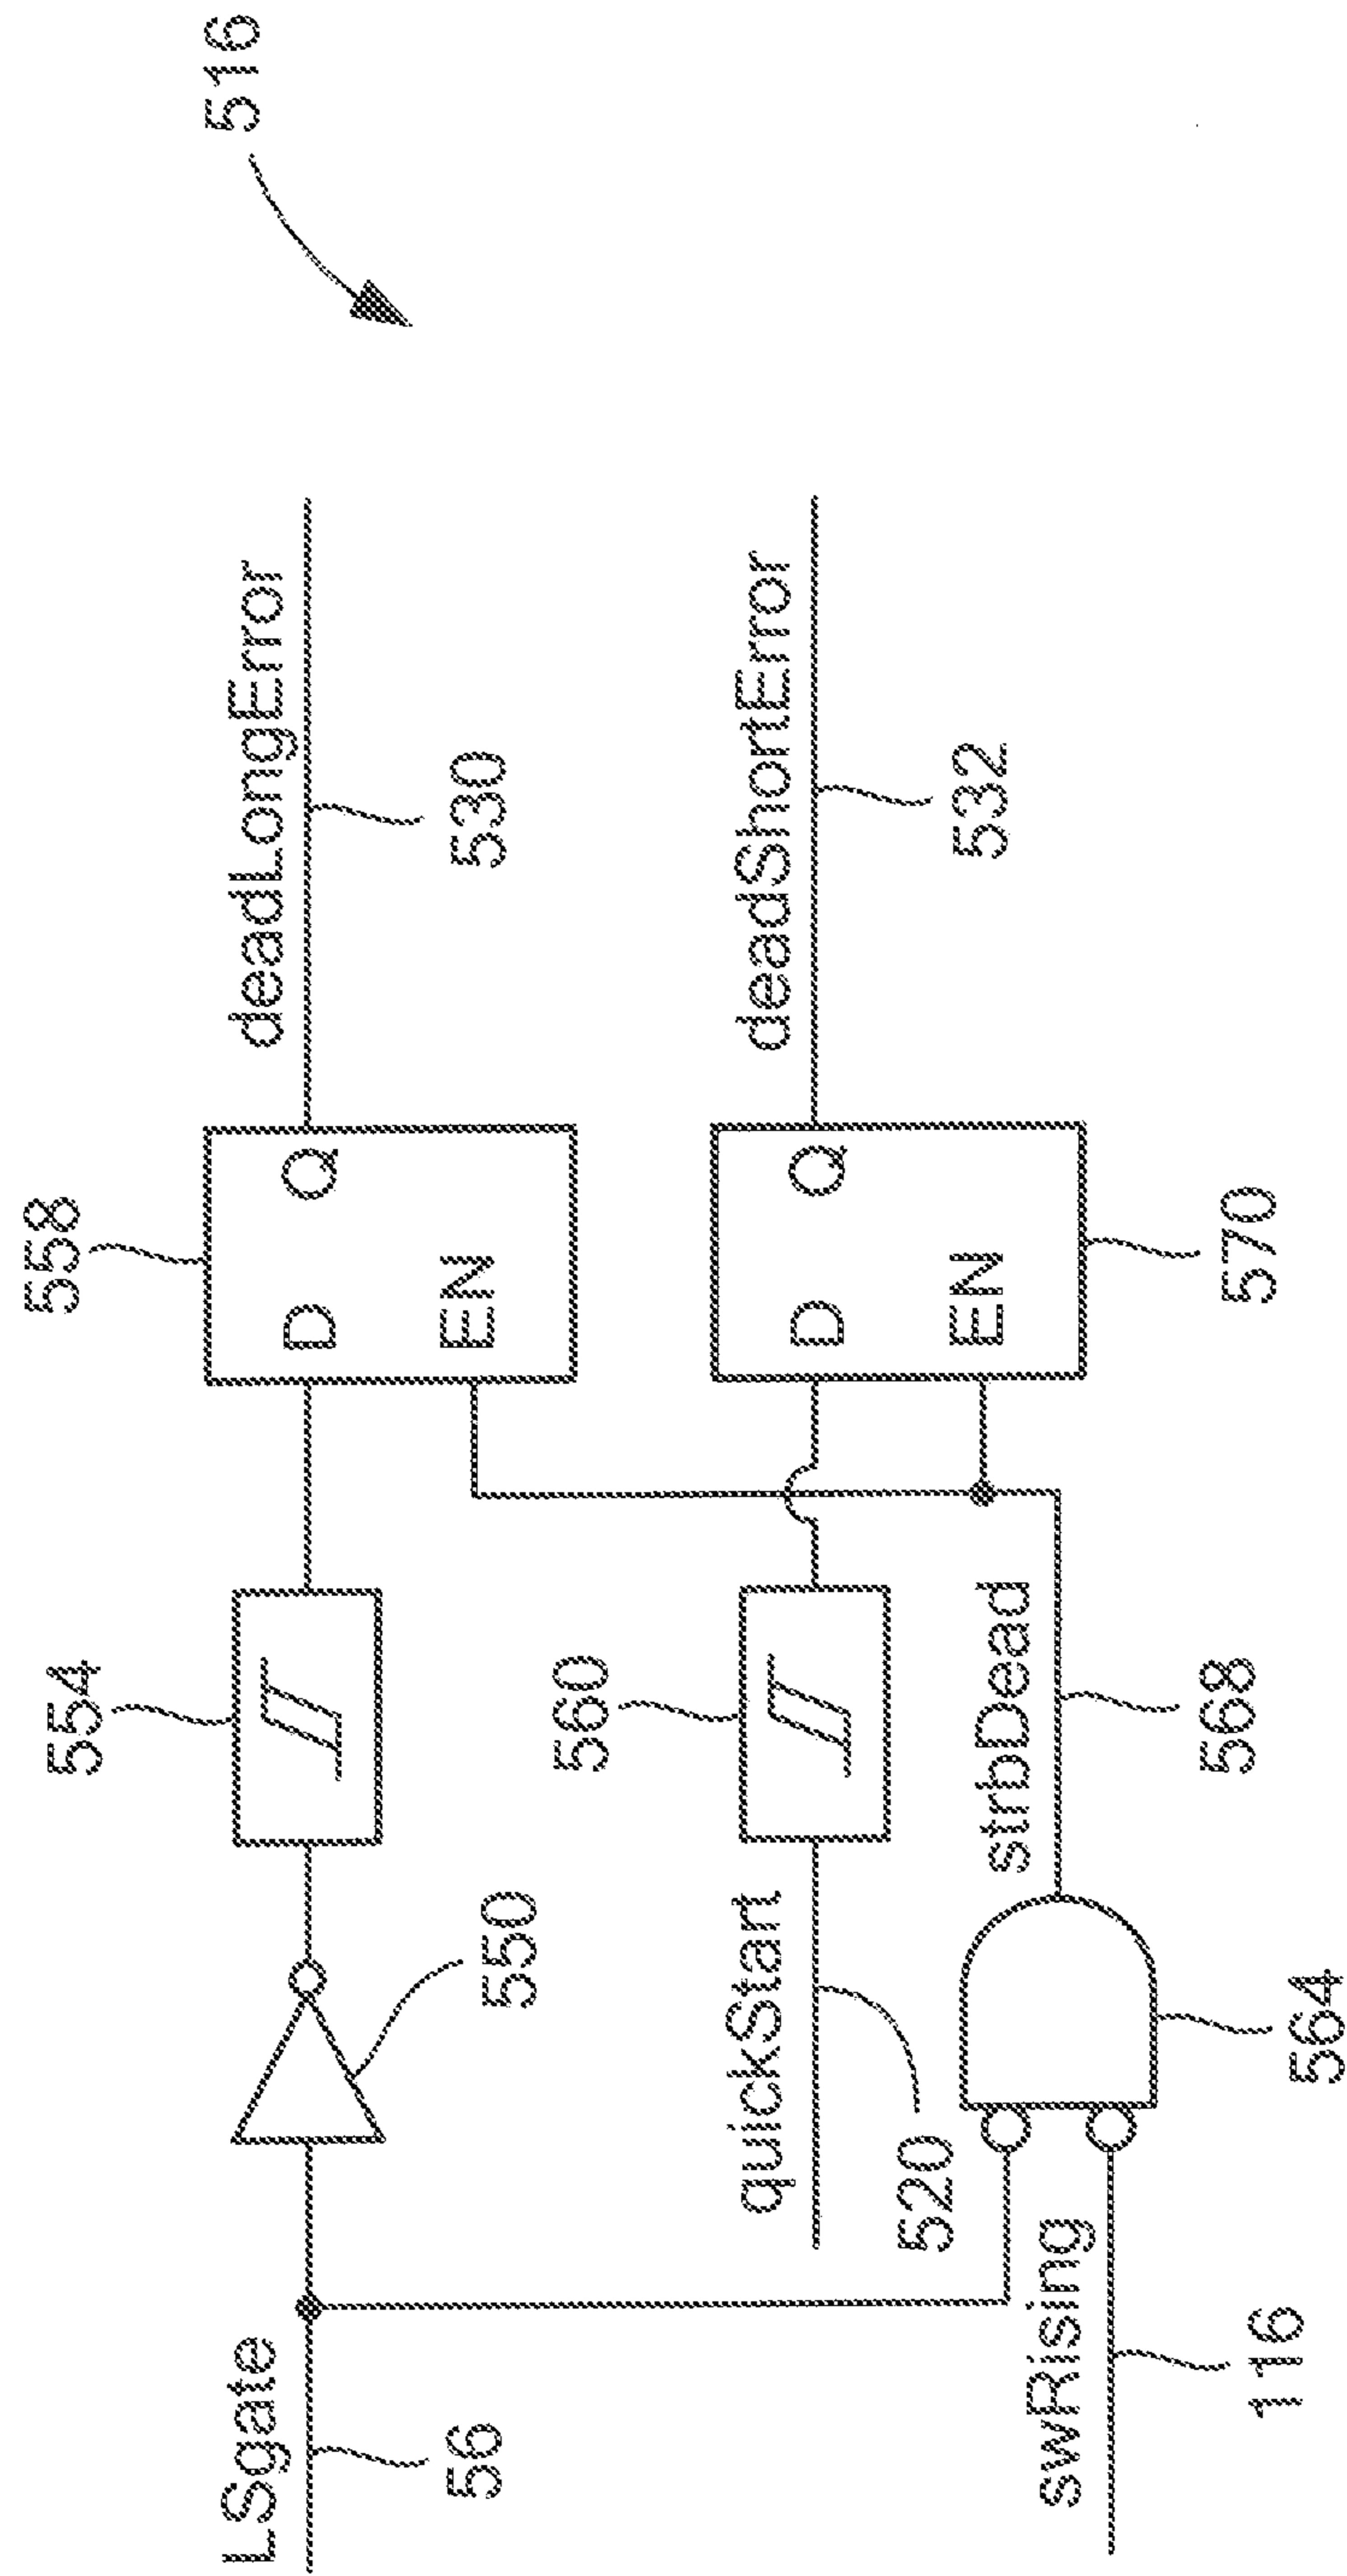 516
558
554
deadLongError
LSgate
D
Q
EN
530
550
56
560
deadShortError
quickStart
D
Q
EN
532
520
strbDead
swRising
568
570
564
116